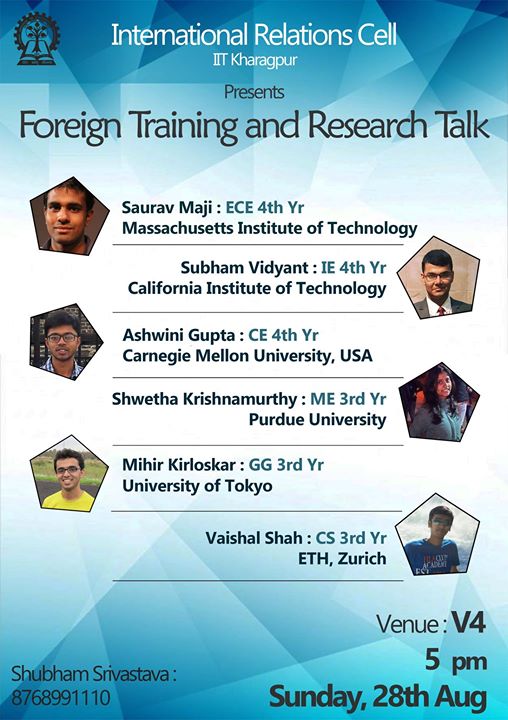 International Relations Cell
IIT Kharagpur
Presents
Foreign Training and Research Talk
Saurav Maji : ECE 4th Yr
Massachusetts Institute of Technology
Subham Vidyant : IE 4th Yr
California Institute of Technology
Ashwini Gupta : CE 4th Yr
Carnegie Mellon University, USA
Shwetha Krishnamurthy : ME 3rd Yr
Purdue University
Mihir Kirloskar : GG 3rd Yr
University of Tokyo
Vaishal Shah : CS 3rd Yr
ETH, Zurich
Venue : V4
5 pm
Sunday, 28th Aug
Shubham Srivastava :
8768991110